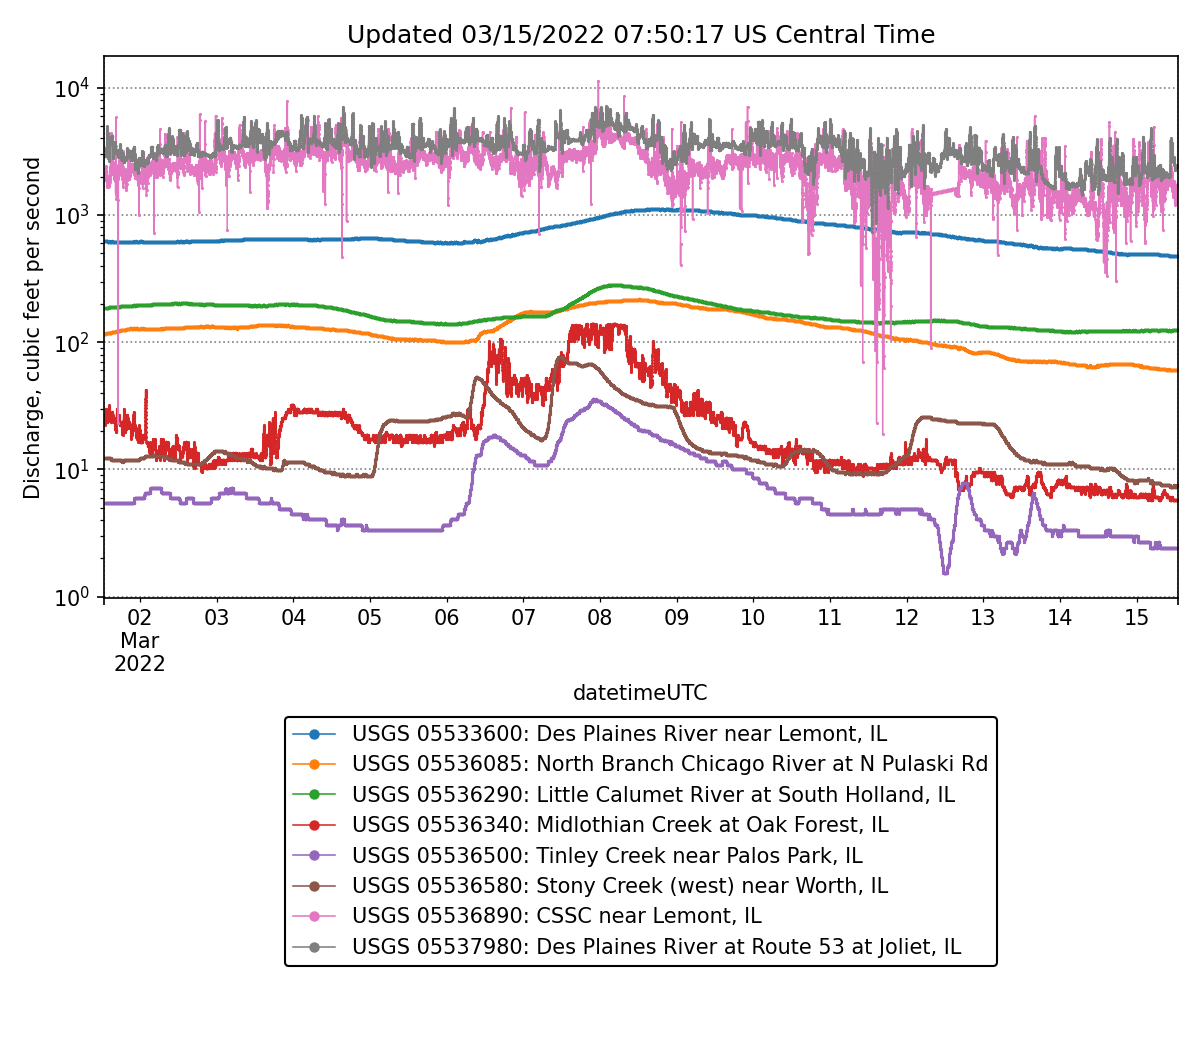 Updated 03/15/2022 07:50:17 US Central Time
Discharge, cubic feet per second
10⁴
10³
10²
10¹
10⁰
02 03 04 05 06 07 08 09 10 11 12 13 14 15
Mar
2022
datetimeUTC
USGS 05533600: Des Plaines River near Lemont, IL
USGS 05536085: North Branch Chicago River at N Pulaski Rd
USGS 05536290: Little Calumet River at South Holland, IL
USGS 05536340: Midlothian Creek at Oak Forest, IL
USGS 05536500: Tinley Creek near Palos Park, IL
USGS 05536580: Stony Creek (west) near Worth, IL
USGS 05536890: CSSC near Lemont, IL
USGS 05537980: Des Plaines River at Route 53 at Joliet, IL